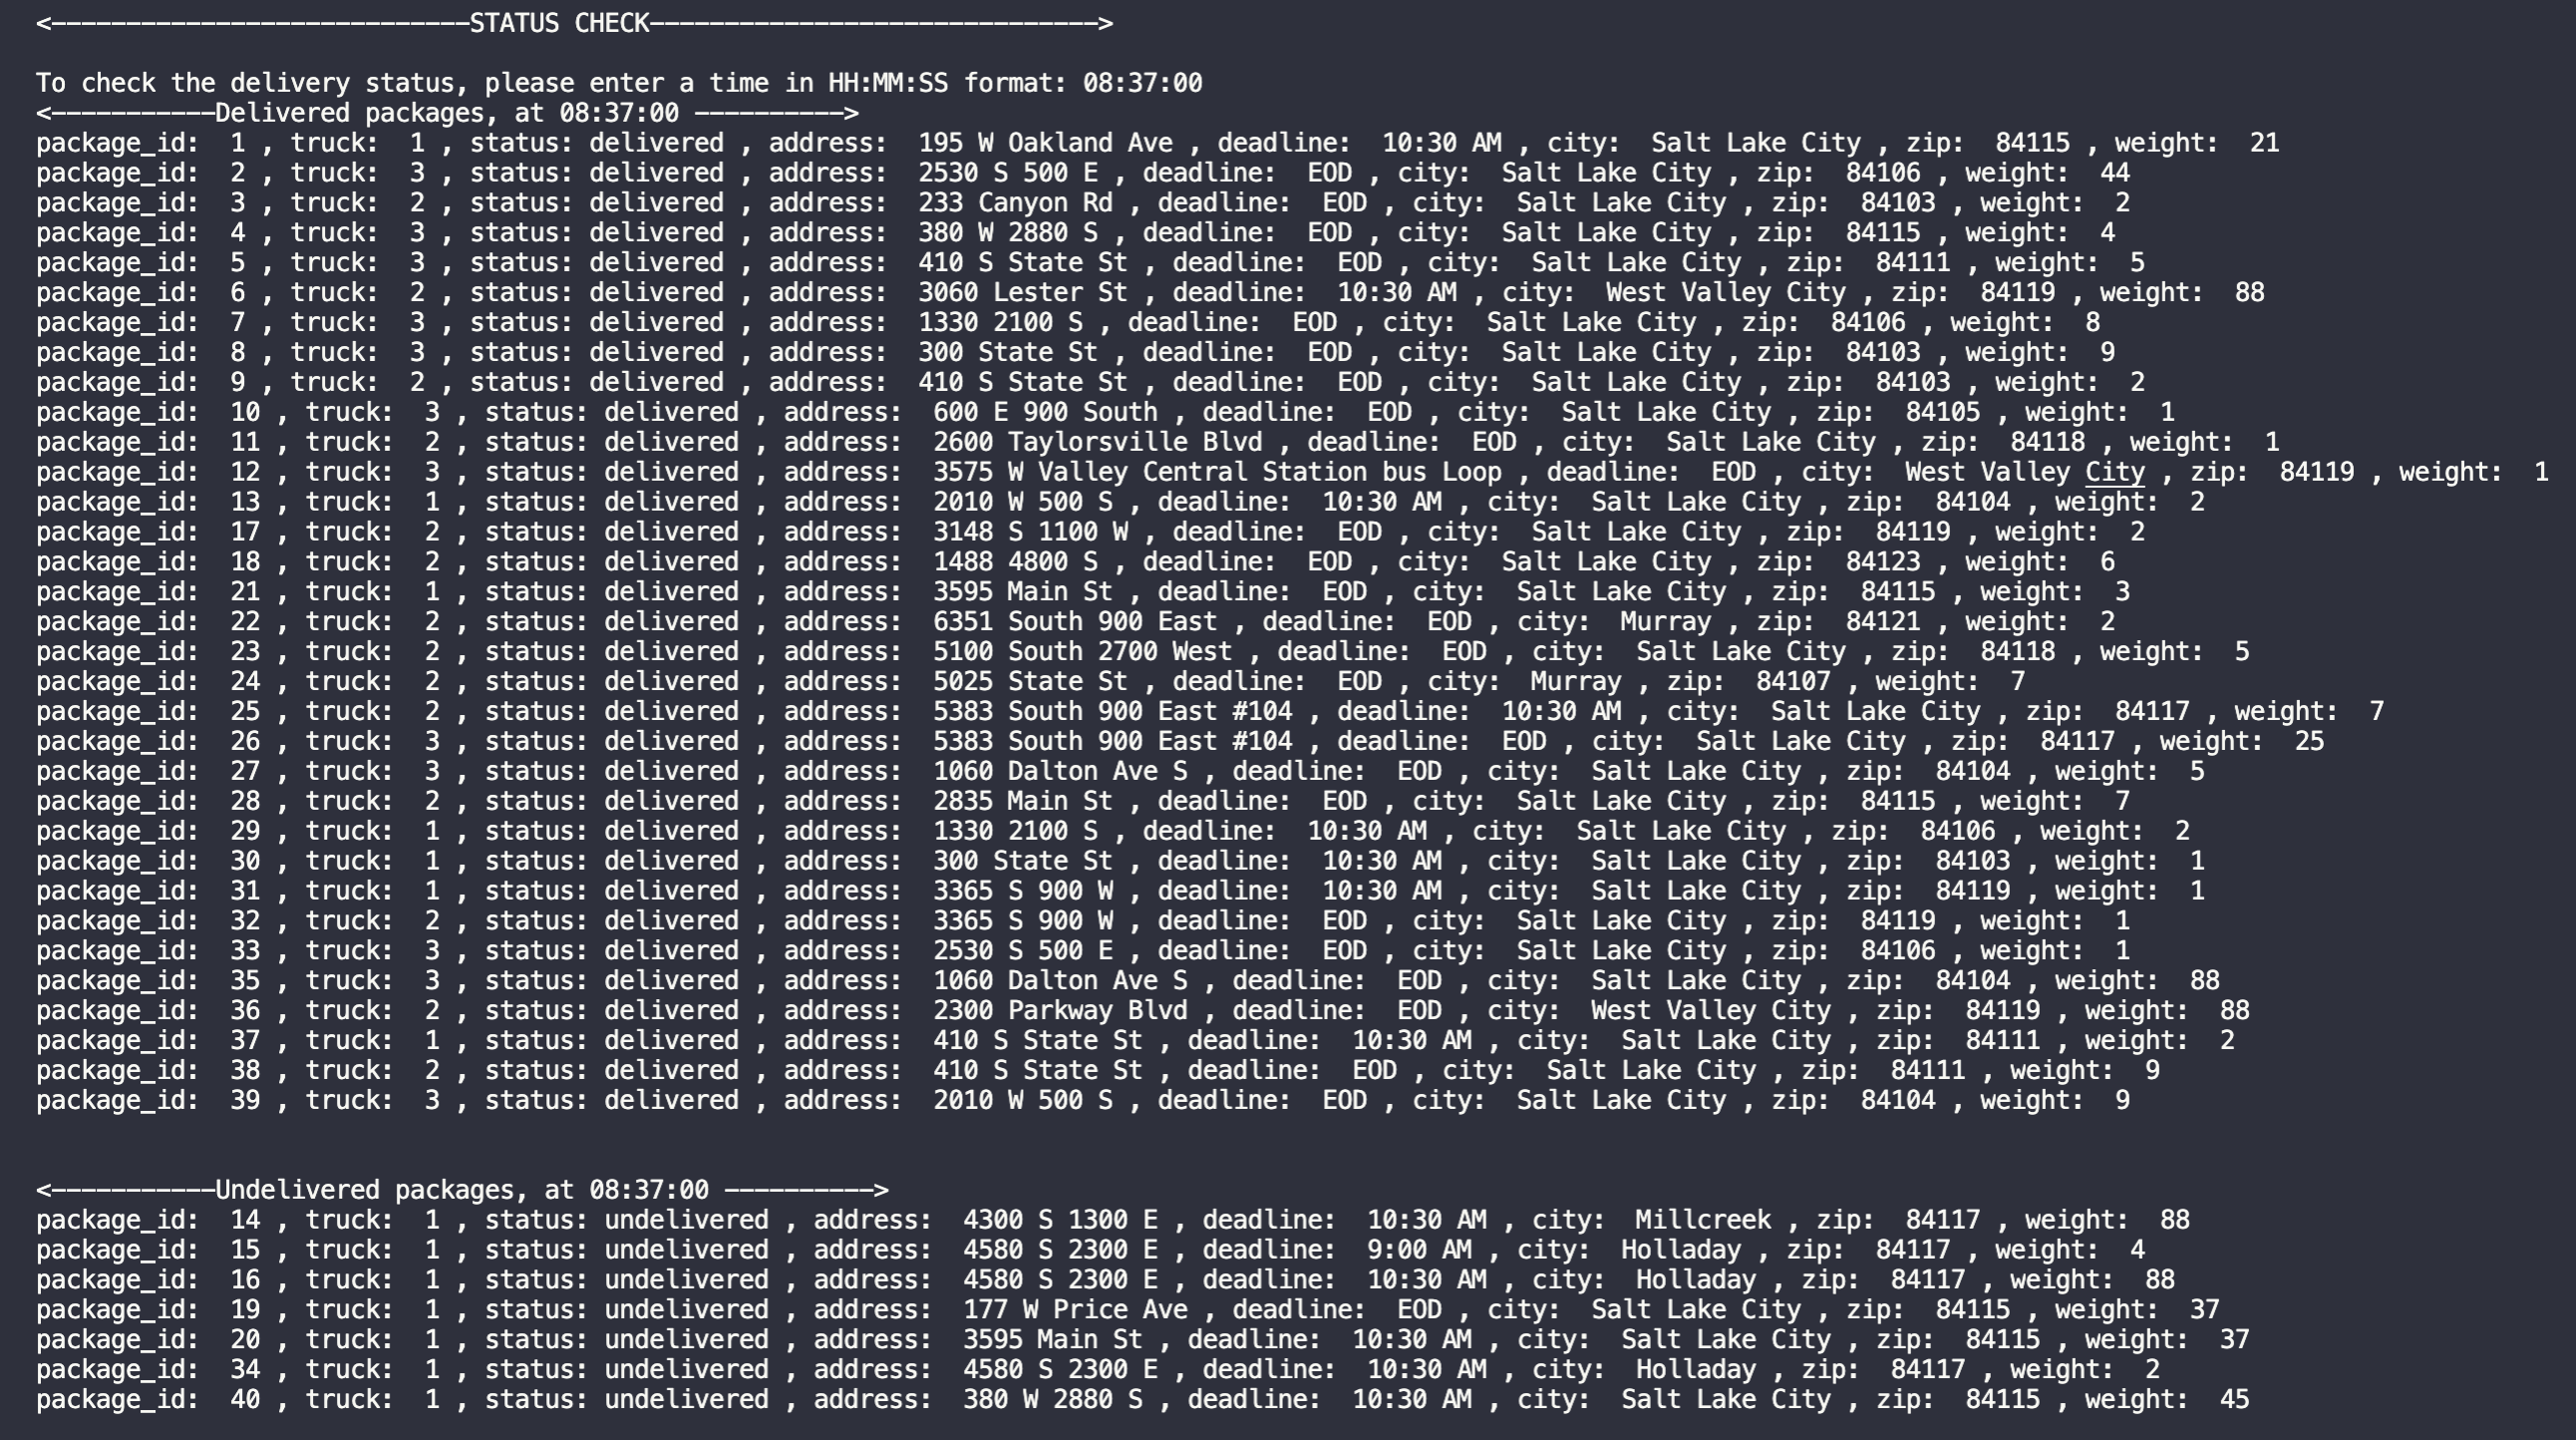 <----------------------------STATUS CHECK------------------------------>
To check the delivery status, please enter a time in HH:MM:SS format: 08:37:00
<-----------Delivered packages, at 08:37:00 ---------->
package_id:  1 , truck:  1 , status: delivered , address:  195 W Oakland Ave , deadline:  10:30 AM , city:  Salt Lake City , zip:  84115 , weight:  21
package_id:  2 , truck:  3 , status: delivered , address:  2530 S 500 E , deadline:  EOD , city:  Salt Lake City , zip:  84106 , weight:  44
package_id:  3 , truck:  2 , status: delivered , address:  233 Canyon Rd , deadline:  EOD , city:  Salt Lake City , zip:  84103 , weight:  2
package_id:  4 , truck:  3 , status: delivered , address:  380 W 2880 S , deadline:  EOD , city:  Salt Lake City , zip:  84115 , weight:  4
package_id:  5 , truck:  3 , status: delivered , address:  410 S State St , deadline:  EOD , city:  Salt Lake City , zip:  84111 , weight:  5
package_id:  6 , truck:  2 , status: delivered , address:  3060 Lester St , deadline:  10:30 AM , city:  West Valley City , zip:  84119 , weight:  88
package_id:  7 , truck:  3 , status: delivered , address:  1330 2100 S , deadline:  EOD , city:  Salt Lake City , zip:  84106 , weight:  8
package_id:  8 , truck:  3 , status: delivered , address:  300 State St , deadline:  EOD , city:  Salt Lake City , zip:  84103 , weight:  9
package_id:  9 , truck:  2 , status: delivered , address:  410 S State St , deadline:  EOD , city:  Salt Lake City , zip:  84103 , weight:  2
package_id:  10 , truck:  3 , status: delivered , address:  600 E 900 South , deadline:  EOD , city:  Salt Lake City , zip:  84105 , weight:  1
package_id:  11 , truck:  2 , status: delivered , address:  2600 Taylorsville Blvd , deadline:  EOD , city:  Salt Lake City , zip:  84118 , weight:  1
package_id:  12 , truck:  3 , status: delivered , address:  3575 W Valley Central Station bus Loop , deadline:  EOD , city:  West Valley City , zip:  84119 , weight:  1
package_id:  13 , truck:  1 , status: delivered , address:  2010 W 500 S , deadline:  10:30 AM , city:  Salt Lake City , zip:  84104 , weight:  2
package_id:  17 , truck:  2 , status: delivered , address:  3148 S 1100 W , deadline:  EOD , city:  Salt Lake City , zip:  84119 , weight:  2
package_id:  18 , truck:  2 , status: delivered , address:  1488 4800 S , deadline:  EOD , city:  Salt Lake City , zip:  84123 , weight:  6
package_id:  21 , truck:  1 , status: delivered , address:  3595 Main St , deadline:  EOD , city:  Salt Lake City , zip:  84115 , weight:  3
package_id:  22 , truck:  2 , status: delivered , address:  6351 South 900 East , deadline:  EOD , city:  Murray , zip:  84121 , weight:  2
package_id:  23 , truck:  2 , status: delivered , address:  5100 South 2700 West , deadline:  EOD , city:  Salt Lake City , zip:  84118 , weight:  5
package_id:  24 , truck:  2 , status: delivered , address:  5025 State St , deadline:  EOD , city:  Murray , zip:  84107 , weight:  7
package_id:  25 , truck:  2 , status: delivered , address:  5383 South 900 East #104 , deadline:  10:30 AM , city:  Salt Lake City , zip:  84117 , weight:  7
package_id:  26 , truck:  3 , status: delivered , address:  5383 South 900 East #104 , deadline:  EOD , city:  Salt Lake City , zip:  84117 , weight:  25
package_id:  27 , truck:  3 , status: delivered , address:  1060 Dalton Ave S , deadline:  EOD , city:  Salt Lake City , zip:  84104 , weight:  5
package_id:  28 , truck:  2 , status: delivered , address:  2835 Main St , deadline:  EOD , city:  Salt Lake City , zip:  84115 , weight:  7
package_id:  29 , truck:  1 , status: delivered , address:  1330 2100 S , deadline:  10:30 AM , city:  Salt Lake City , zip:  84106 , weight:  2
package_id:  30 , truck:  1 , status: delivered , address:  300 State St , deadline:  10:30 AM , city:  Salt Lake City , zip:  84103 , weight:  1
package_id:  31 , truck:  1 , status: delivered , address:  3365 S 900 W , deadline:  10:30 AM , city:  Salt Lake City , zip:  84119 , weight:  1
package_id:  32 , truck:  2 , status: delivered , address:  3365 S 900 W , deadline:  EOD , city:  Salt Lake City , zip:  84119 , weight:  1
package_id:  33 , truck:  3 , status: delivered , address:  2530 S 500 E , deadline:  EOD , city:  Salt Lake City , zip:  84106 , weight:  1
package_id:  35 , truck:  3 , status: delivered , address:  1060 Dalton Ave S , deadline:  EOD , city:  Salt Lake City , zip:  84104 , weight:  88
package_id:  36 , truck:  2 , status: delivered , address:  2300 Parkway Blvd , deadline:  EOD , city:  West Valley City , zip:  84119 , weight:  88
package_id:  37 , truck:  1 , status: delivered , address:  410 S State St , deadline:  10:30 AM , city:  Salt Lake City , zip:  84111 , weight:  2
package_id:  38 , truck:  2 , status: delivered , address:  410 S State St , deadline:  EOD , city:  Salt Lake City , zip:  84111 , weight:  9
package_id:  39 , truck:  3 , status: delivered , address:  2010 W 500 S , deadline:  EOD , city:  Salt Lake City , zip:  84104 , weight:  9
<-----------Undelivered packages, at 08:37:00 ---------->
package_id:  14 , truck:  1 , status: undelivered , address:  4300 S 1300 E , deadline:  10:30 AM , city:  Millcreek , zip:  84117 , weight:  88
package_id:  15 , truck:  1 , status: undelivered , address:  4580 S 2300 E , deadline:  9:00 AM , city:  Holladay , zip:  84117 , weight:  4
package_id:  16 , truck:  1 , status: undelivered , address:  4580 S 2300 E , deadline:  10:30 AM , city:  Holladay , zip:  84117 , weight:  88
package_id:  19 , truck:  1 , status: undelivered , address:  177 W Price Ave , deadline:  EOD , city:  Salt Lake City , zip:  84115 , weight:  37
package_id:  20 , truck:  1 , status: undelivered , address:  3595 Main St , deadline:  10:30 AM , city:  Salt Lake City , zip:  84115 , weight:  37
package_id:  34 , truck:  1 , status: undelivered , address:  4580 S 2300 E , deadline:  10:30 AM , city:  Holladay , zip:  84117 , weight:  2
package_id:  40 , truck:  1 , status: undelivered , address:  380 W 2880 S , deadline:  10:30 AM , city:  Salt Lake City , zip:  84115 , weight:  45